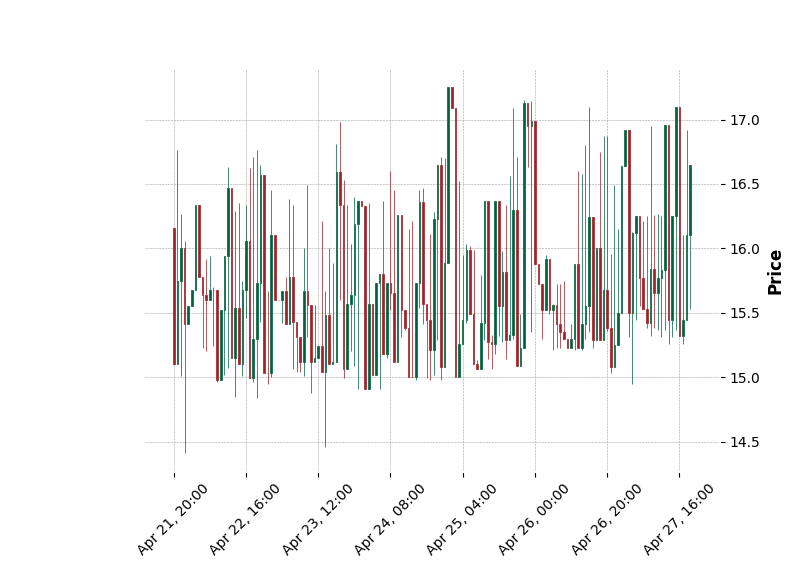 17.0
16.5
16.0
15.5
15.0
14.5
Price
Apr 21, 20:00
Apr 22, 16:00
Apr 23, 12:00
Apr 24, 08:00
Apr 25, 04:00
Apr 26, 00:00
Apr 26, 20:00
Apr 27, 16:00